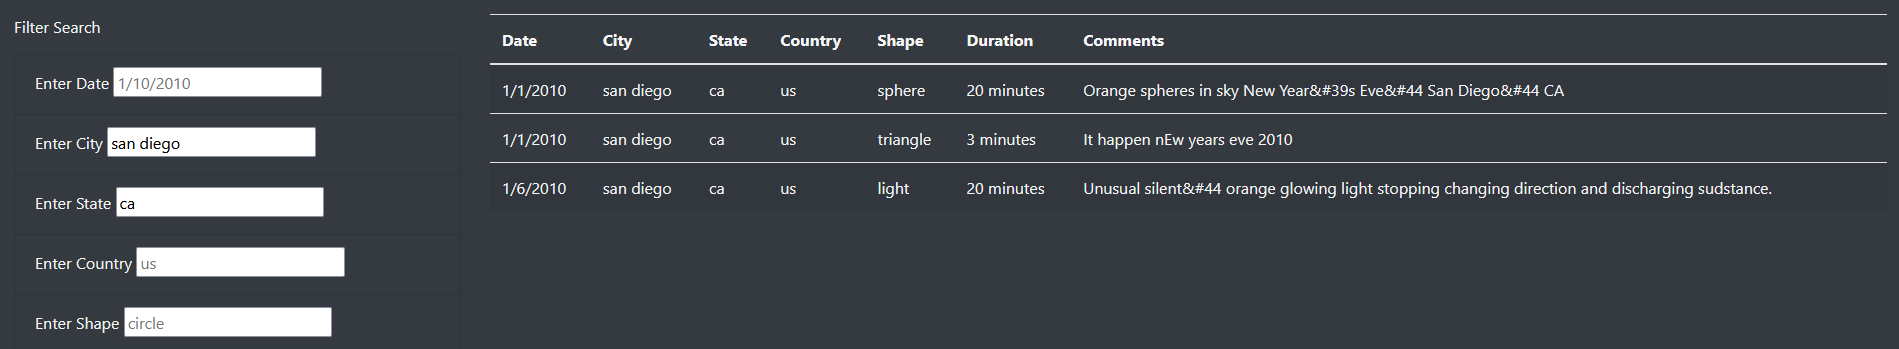 Filter Search
Enter Date 1/10/2010
Enter City san diego
Enter State ca
Enter Country us
Enter Shape circle
Date City State Country Shape Duration Comments
1/1/2010 san diego ca us sphere 20 minutes Orange spheres in sky New Year&#39s Eve&#44 San Diego&#44 CA
1/1/2010 san diego ca us triangle 3 minutes It happen nEw years eve 2010
1/6/2010 san diego ca us light 20 minutes Unusual silent&#44 orange glowing light stopping changing direction and discharging sudstance.